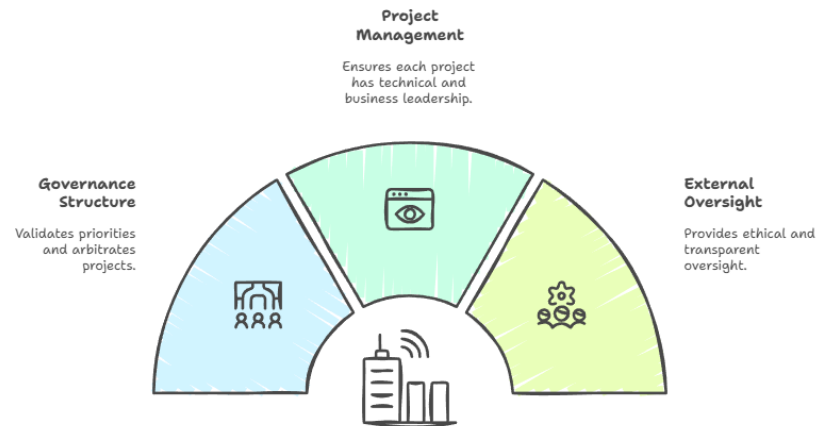 Project
Management
Ensures each project
has technical and
business leadership.
Governance
Structure
Validates priorities
and arbitrates
projects.
External
Oversight
Provides ethical and
transparent
oversight.